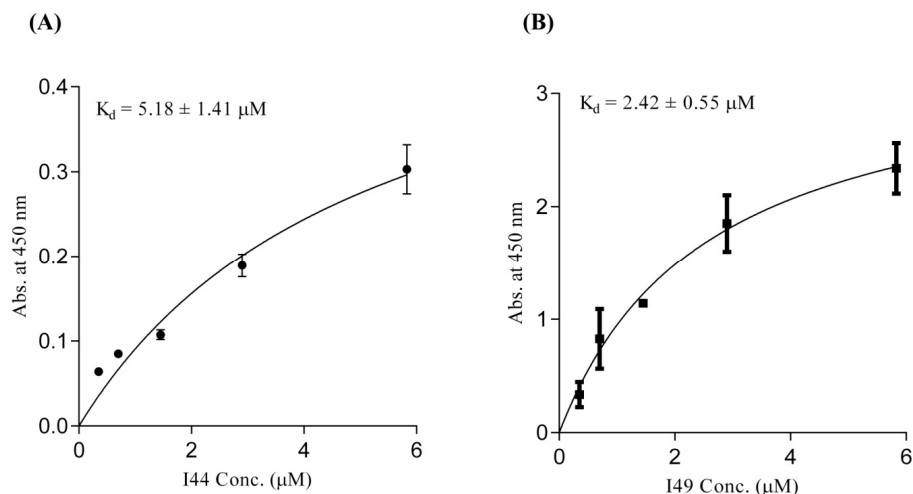 (A)
K_d = 5.18 ± 1.41 μM
0.4
0.3
0.2
0.1
0.0
Abs. at 450 nm
0 2 4 6
I44 Conc. (μM)
(B)
K_d = 2.42 ± 0.55 μM
3
2
1
0
Abs. at 450 nm
0 2 4 6
I49 Conc. (μM)